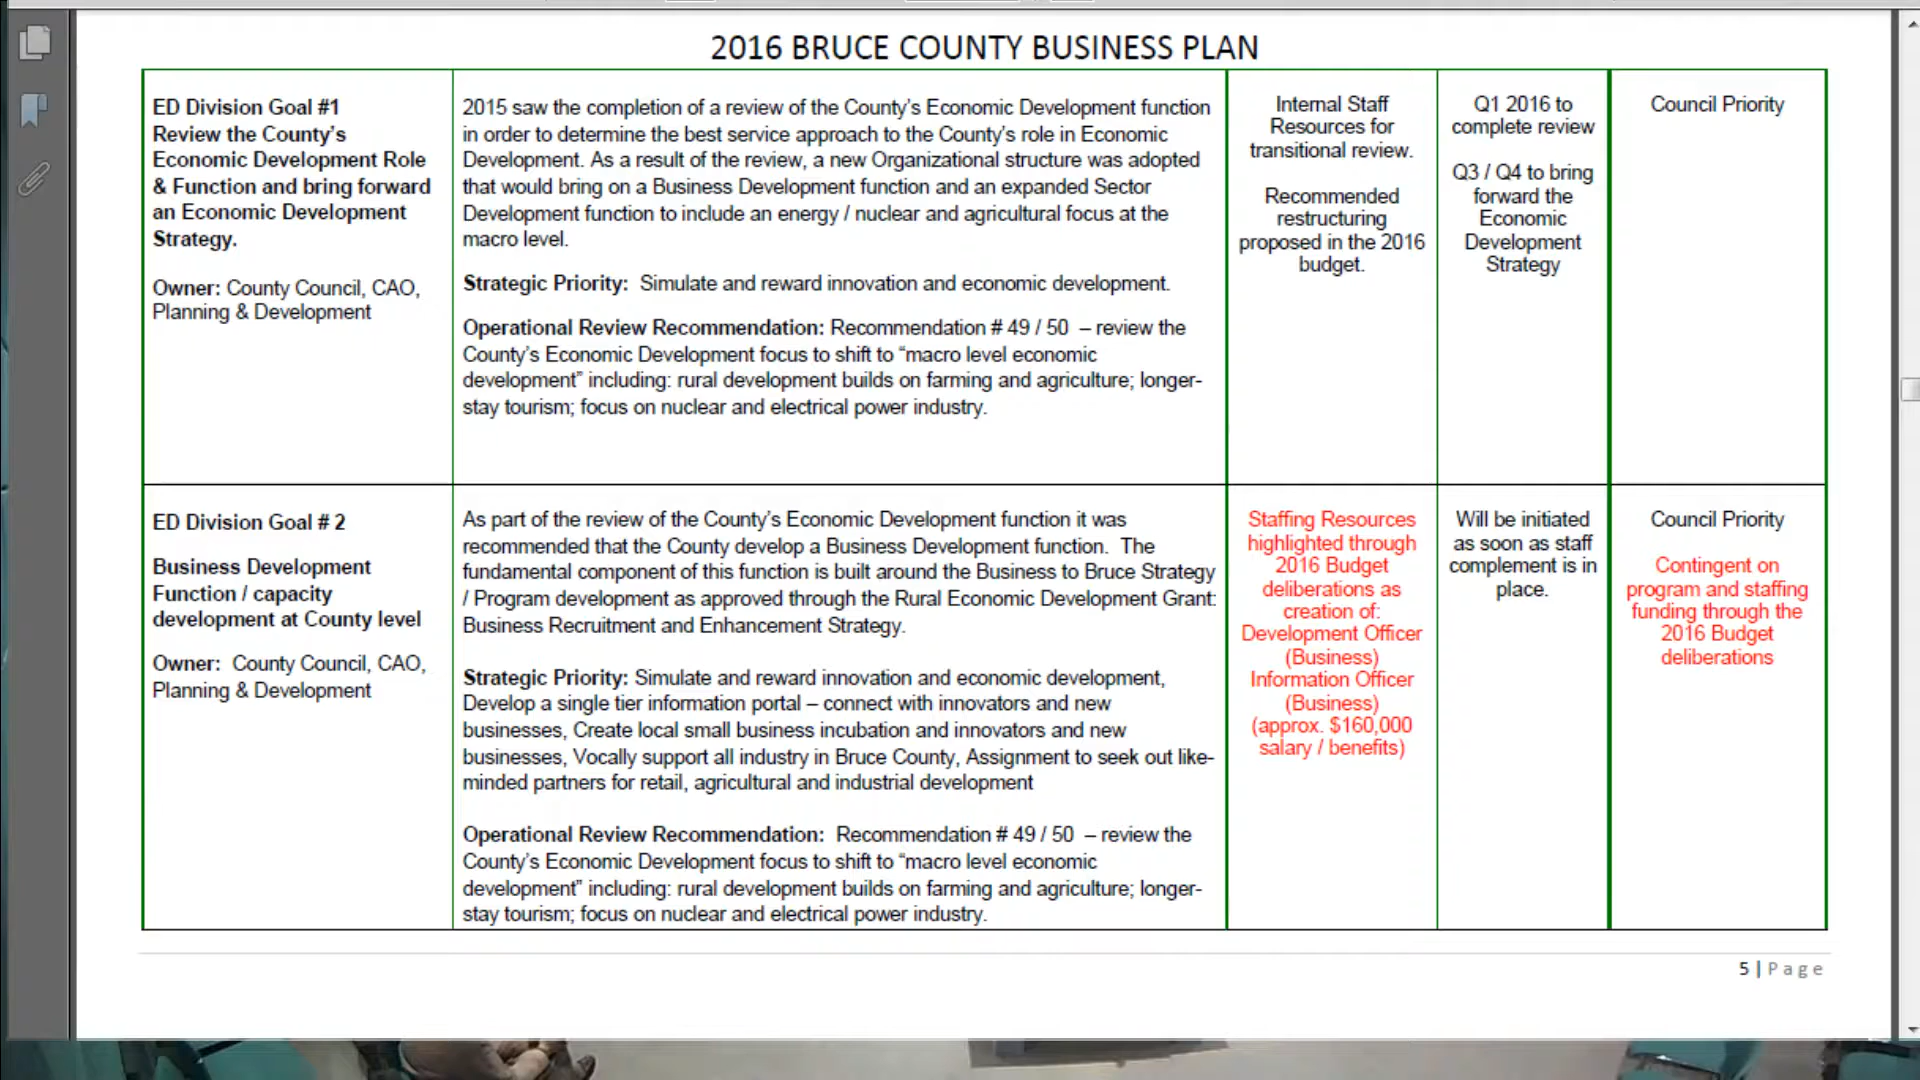 2016 BRUCE COUNTY BUSINESS PLAN
ED Division Goal #1
Review the County's
Economic Development Role
& Function and bring forward
an Economic Development
Strategy.
Owner: County Council, CAO,
Planning & Development
2015 saw the completion of a review of the County's Economic Development function
in order to determine the best service approach to the County's role in Economic
Development. As a result of the review, a new Organizational structure was adopted
that would bring on a Business Development function and an expanded Sector
Development function to include an energy / nuclear and agricultural focus at the
macro level.
Strategic Priority: Simulate and reward innovation and economic development.
Operational Review Recommendation: Recommendation # 49 / 50 – review the
County's Economic Development focus to shift to "macro level economic
development" including: rural development builds on farming and agriculture; longer-
stay tourism; focus on nuclear and electrical power industry.
Internal Staff
Resources for
transitional review.
Recommended
restructuring
proposed in the 2016
budget.
Q1 2016 to
complete review
Q3 / Q4 to bring
forward the
Economic
Development
Strategy
Council Priority
ED Division Goal # 2
Business Development
Function / capacity
development at County level
Owner: County Council, CAO,
Planning & Development
As part of the review of the County's Economic Development function it was
recommended that the County develop a Business Development function. The
fundamental component of this function is built around the Business to Bruce Strategy
/ Program development as approved through the Rural Economic Development Grant:
Business Recruitment and Enhancement Strategy.
Strategic Priority: Simulate and reward innovation and economic development,
Develop a single tier information portal – connect with innovators and new
businesses, Create local small business incubation and innovators and new
businesses, Vocally support all industry in Bruce County, Assignment to seek out like-
minded partners for retail, agricultural and industrial development
Operational Review Recommendation: Recommendation # 49 / 50 – review the
County's Economic Development focus to shift to "macro level economic
development" including: rural development builds on farming and agriculture; longer-
stay tourism; focus on nuclear and electrical power industry.
Staffing Resources
highlighted through
2016 Budget
deliberations as
creation of:
Development Officer
(Business)
Information Officer
(Business)
(approx. $160,000
salary / benefits)
Will be initiated
as soon as staff
complement is in
place.
Council Priority
Contingent on
program and staffing
funding through the
2016 Budget
deliberations
5 | Page